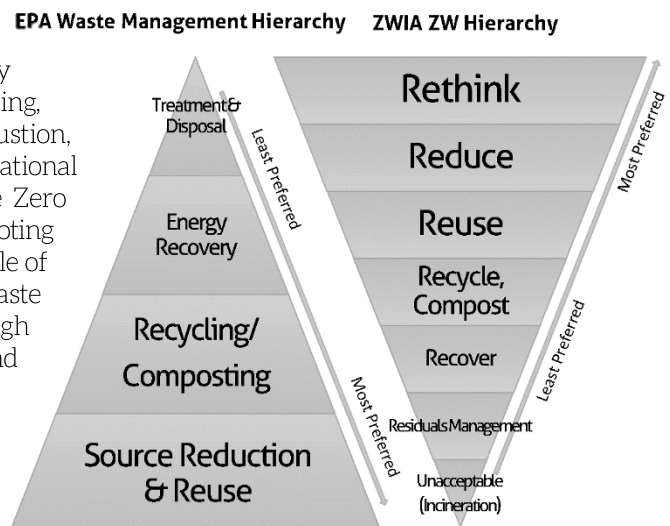 EPA Waste Management Hierarchy
ZWIA ZW Hierarchy
y
ing,
ustion,
ational
Zero
oting
le of
aste
gh
nd
Treatment &
Disposal
Energy
Recovery
Recycling/
Composting
Source Reduction
& Reuse
Least Preferred
Most Preferred
Rethink
Reduce
Reuse
Recycle,
Compost
Recover
Residuals Management
Unacceptable
(Incineration)
Most Preferred
Least Preferred